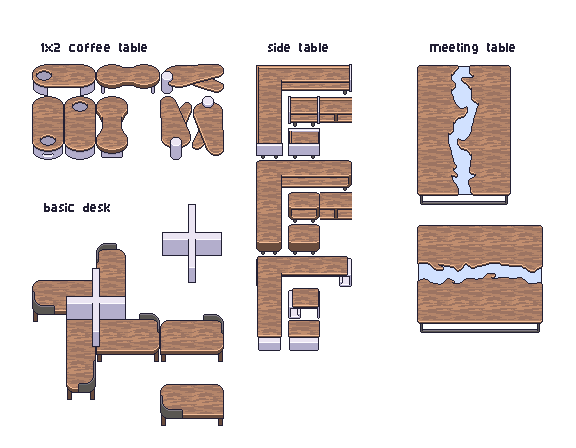 1x2 coffee table
side table
meeting table
basic desk